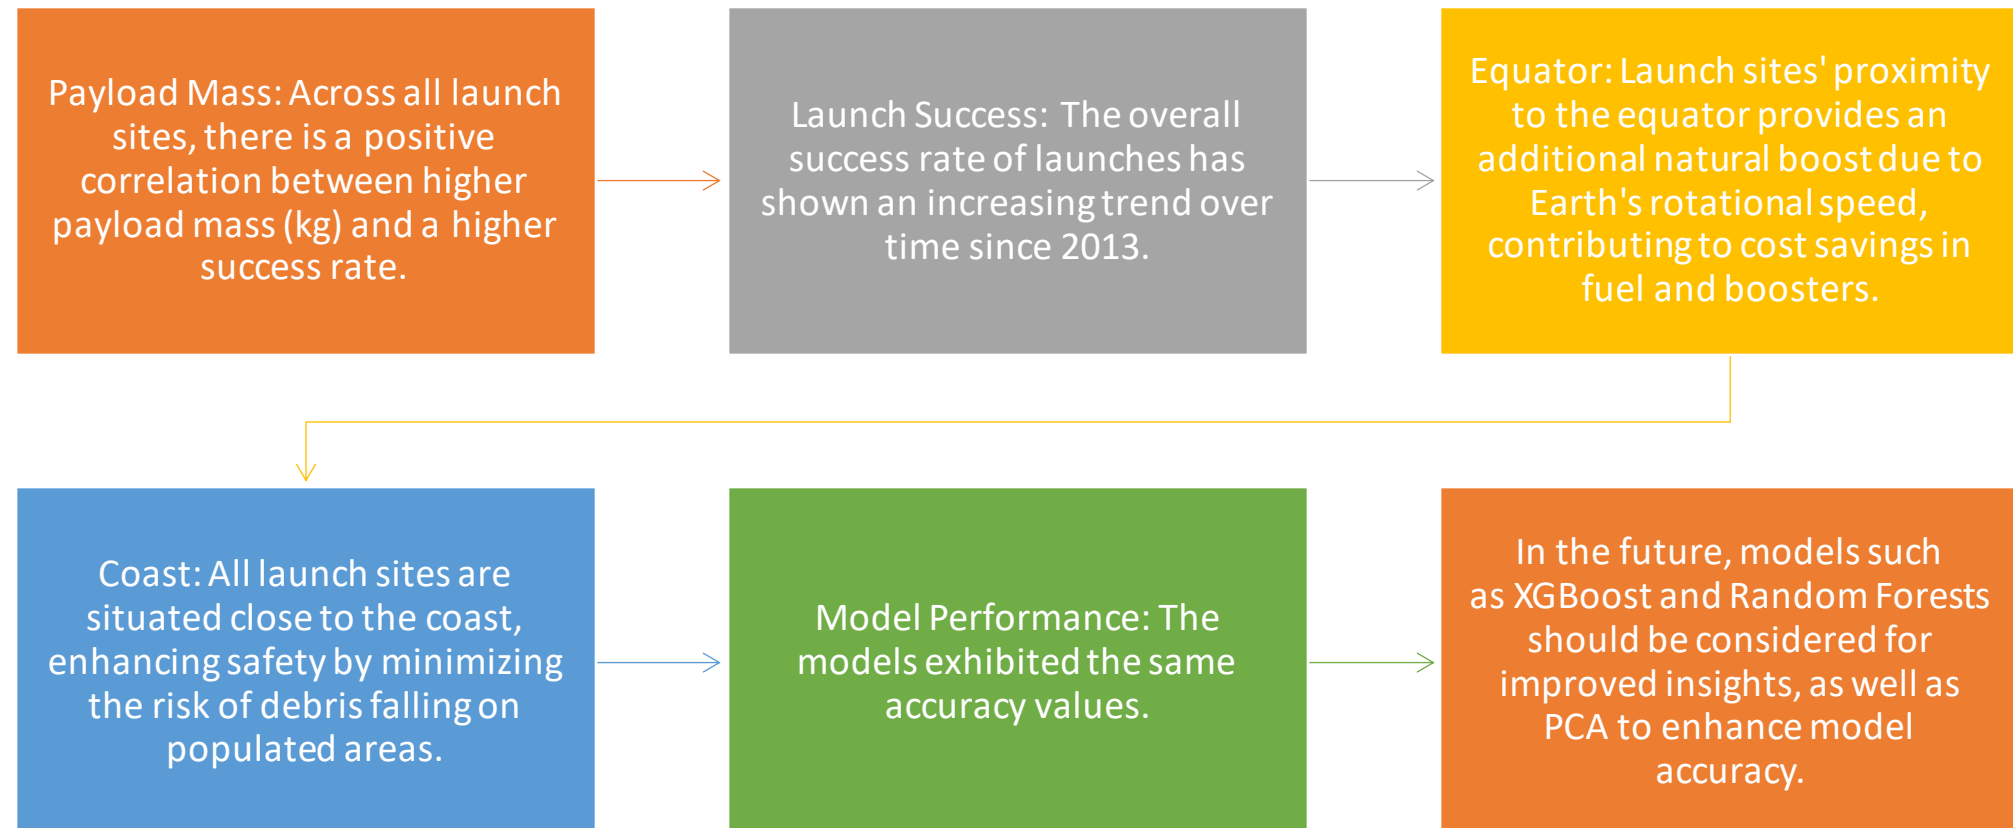 Payload Mass: Across all launch
sites, there is a positive
correlation between higher
payload mass (kg) and a higher
success rate.
Launch Success: The overall
success rate of launches has
shown an increasing trend over
time since 2013.
Equator: Launch sites' proximity
to the equator provides an
additional natural boost due to
Earth's rotational speed,
contributing to cost savings in
fuel and boosters.
Coast: All launch sites are
situated close to the coast,
enhancing safety by minimizing
the risk of debris falling on
populated areas.
Model Performance: The
models exhibited the same
accuracy values.
In the future, models such
as XGBoost and Random Forests
should be considered for
improved insights, as well as
PCA to enhance model
accuracy.